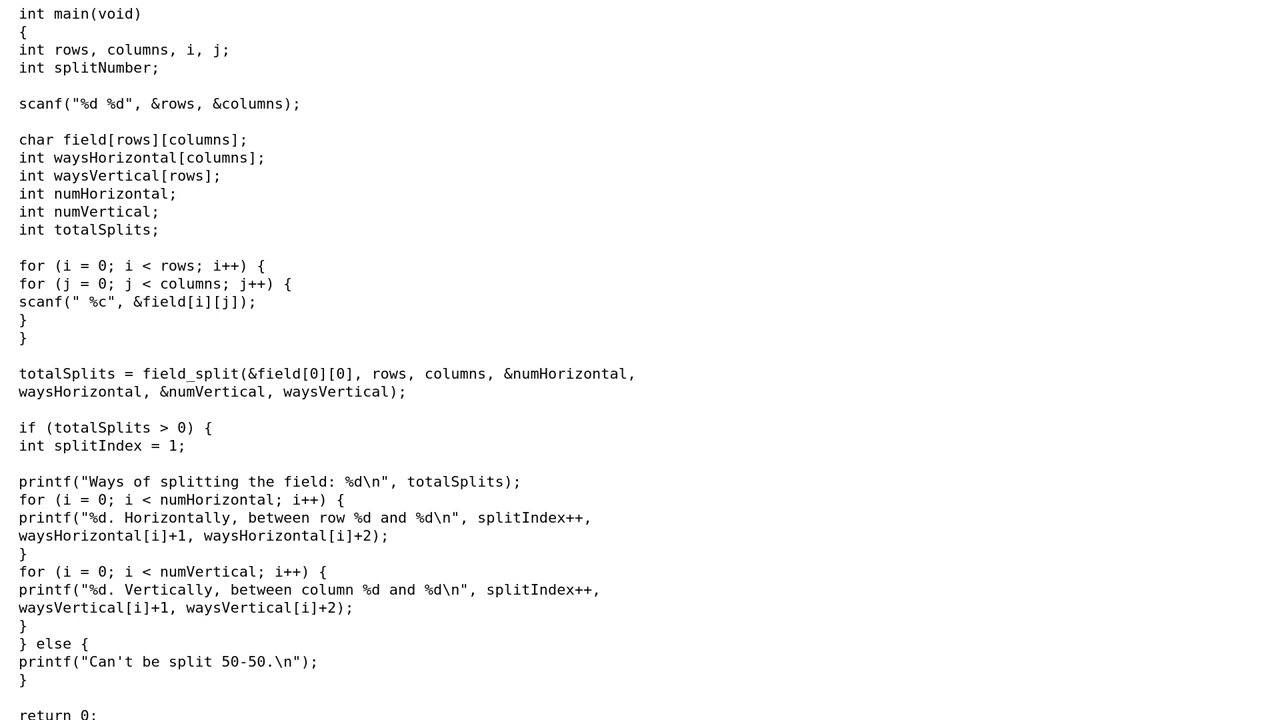 int main(void)
{
int rows, columns, i, j;
int splitNumber;

scanf("%d %d", &rows, &columns);

char field[rows][columns];
int waysHorizontal[columns];
int waysVertical[rows];
int numHorizontal;
int numVertical;
int totalSplits;

for (i = 0; i < rows; i++) {
for (j = 0; j < columns; j++) {
scanf(" %c", &field[i][j]);
}
}

totalSplits = field_split(&field[0][0], rows, columns, &numHorizontal,
waysHorizontal, &numVertical, waysVertical);

if (totalSplits > 0) {
int splitIndex = 1;

printf("Ways of splitting the field: %d\n", totalSplits);
for (i = 0; i < numHorizontal; i++) {
printf("%d. Horizontally, between row %d and %d\n", splitIndex++,
waysHorizontal[i]+1, waysHorizontal[i]+2);
}
for (i = 0; i < numVertical; i++) {
printf("%d. Vertically, between column %d and %d\n", splitIndex++,
waysVertical[i]+1, waysVertical[i]+2);
}
} else {
printf("Can't be split 50-50.\n");
}

return 0;